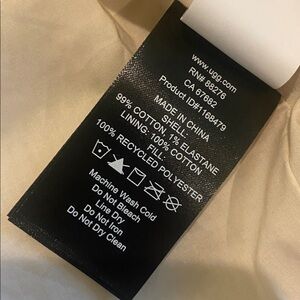 www.ugg.com
RN# 88276
CA 67682
Product ID#1168479
MADE IN CHINA
SHELL:
99% COTTON, 1% ELASTANE
LINING: 100% COTTON
FILL:
100% RECYCLED POLYESTER
Machine Wash Cold
Do Not Bleach
Line Dry
Do Not Iron
Do Not Dry Clean